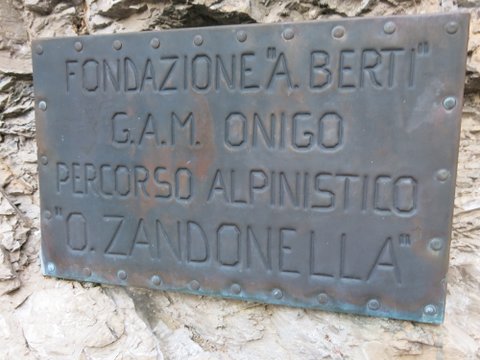 FONDAZIONE "A. BERTI"
G.A.M. ONIGO
PERCORSO ALPINISTICO
"O. ZANDONELLA"